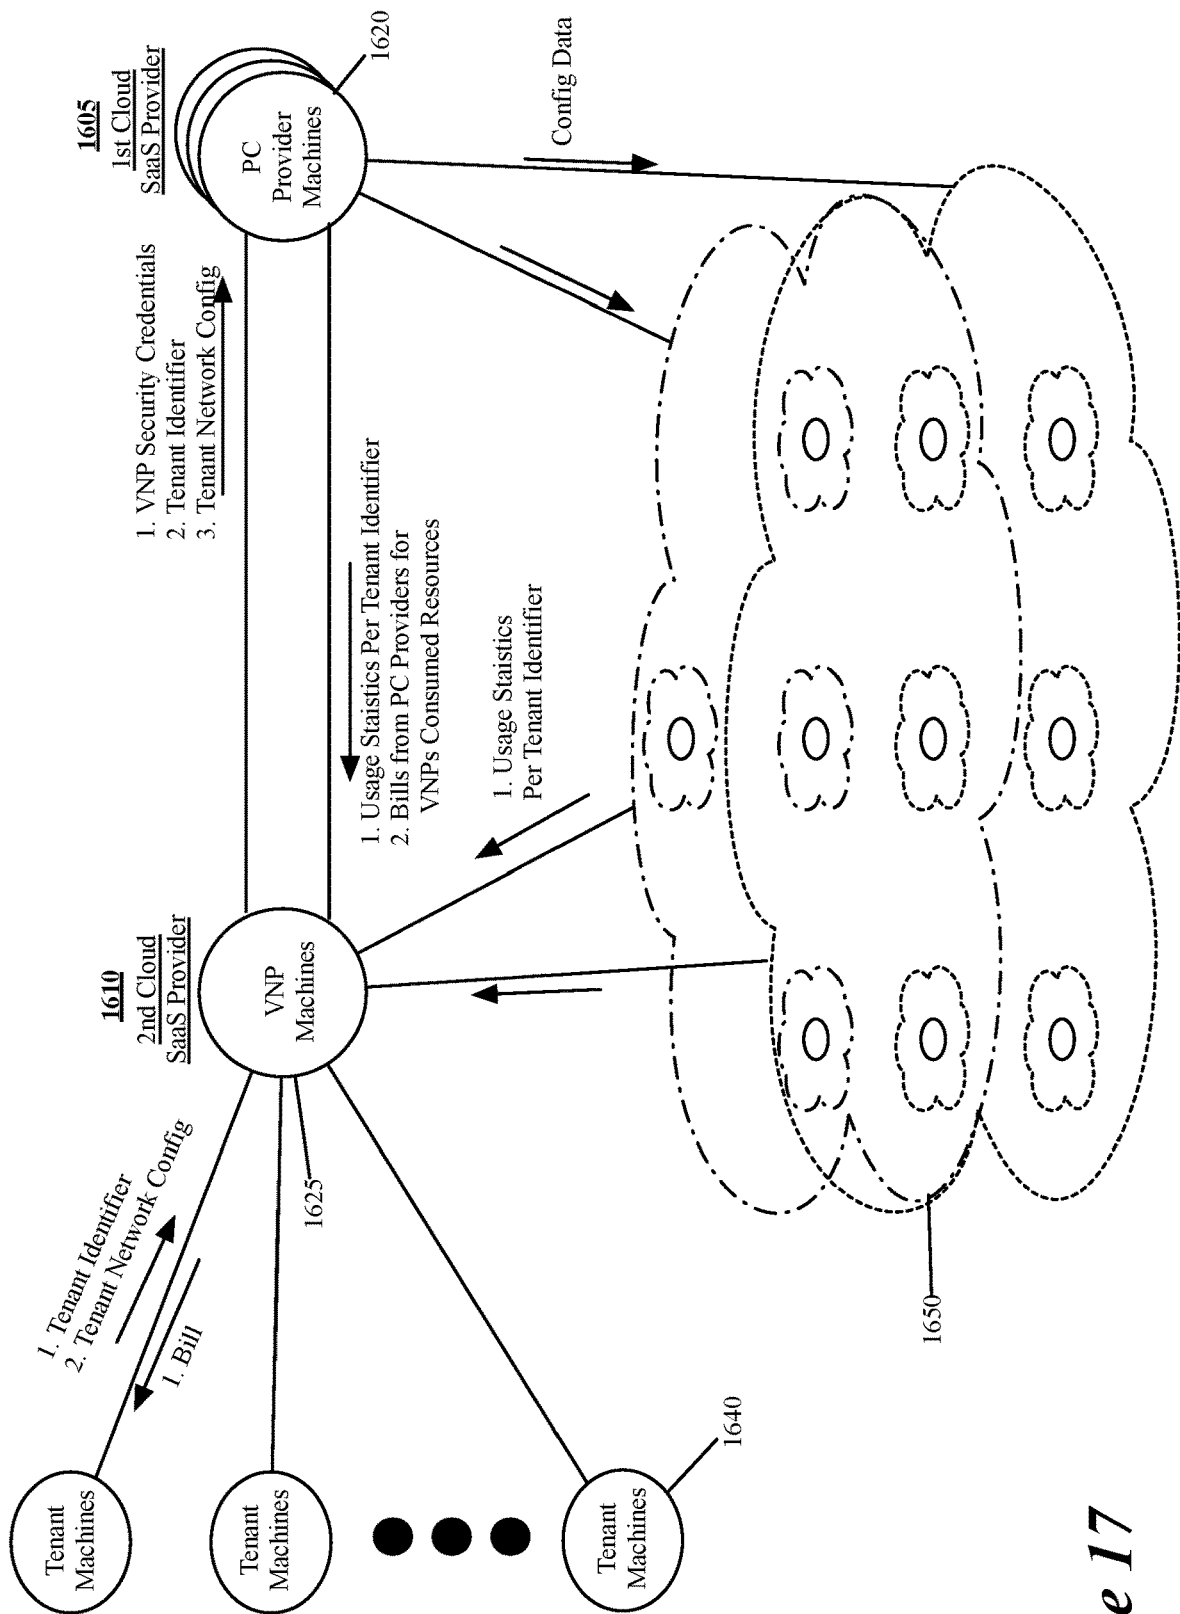 1605
1st Cloud
SaaS Provider
1610
2nd Cloud
SaaS Provider
Tenant
Machines
1. Tenant Identifier
2. Tenant Network Config
1. Bill
VNP
Machines
1. VNP Security Credentials
2. Tenant Identifier
3. Tenant Network Config
PC
Provider
Machines
1620
Tenant
Machines
1625
1. Usage Staistics Per Tenant Identifier
2. Bills from PC Providers for
VNPs Consumed Resources
1. Usage Staistics
Per Tenant Identifier
Config Data
Tenant
Machines
1640
1650
e 17